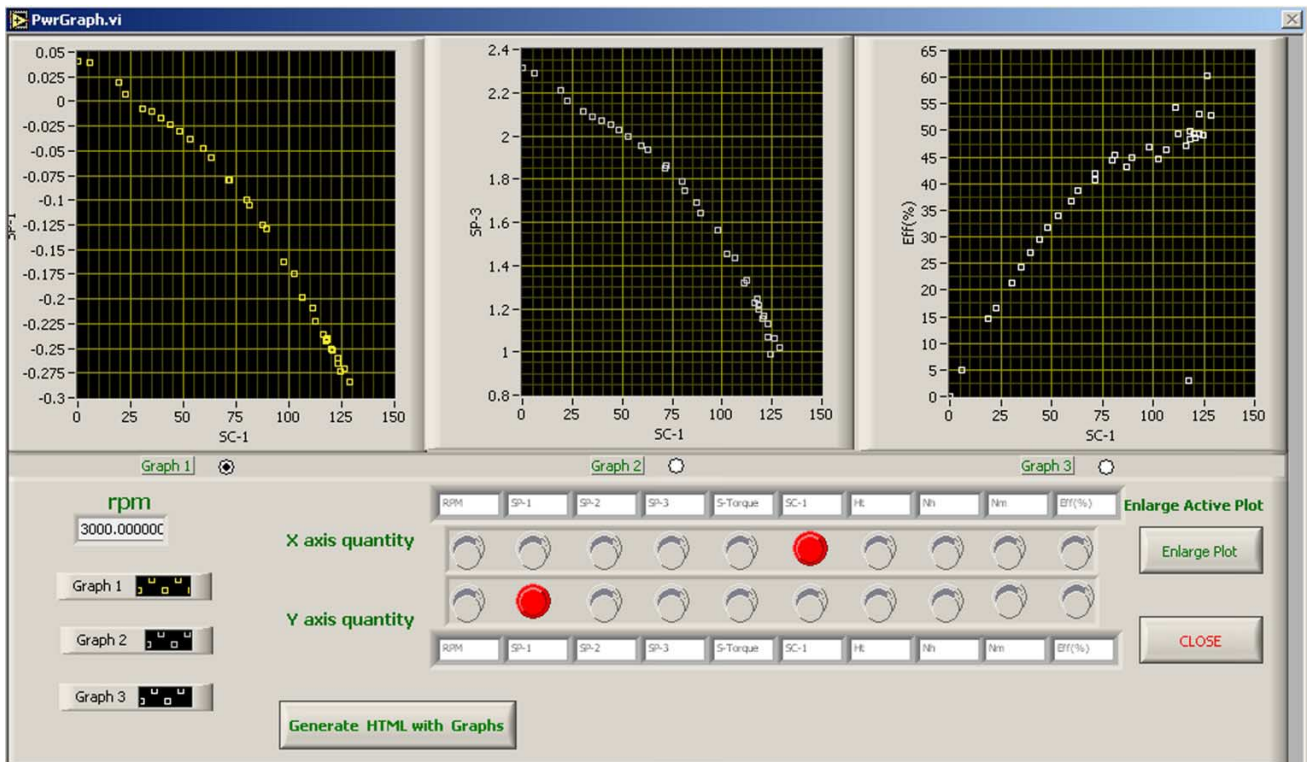 PwrGraph.vi
0.05
0.025
0
-0.025
-0.05
-0.075
-0.1
-0.125
-0.15
-0.175
-0.2
-0.225
-0.25
-0.275
-0.3
SP-1
0 25 50 75 100 125 150
SC-1
2.4
2.2
2
1.8
1.6
1.4
1.2
1
0.8
SP-3
0 25 50 75 100 125 150
SC-1
65
60
55
50
45
40
35
30
25
20
15
10
5
0
Eff(%)
0 25 50 75 100 125 150
SC-1
Graph 1 Graph 2 Graph 3
rpm
3000.000000
RPM SP-1 SP-2 SP-3 S-Torque SC-1 Ht Nh Nm Eff(%)
Enlarge Active Plot
X axis quantity
Enlarge Plot
Graph 1
Y axis quantity
Graph 2
RPM SP-1 SP-2 SP-3 S-Torque SC-1 Ht Nh Nm Eff(%)
CLOSE
Graph 3
Generate HTML with Graphs